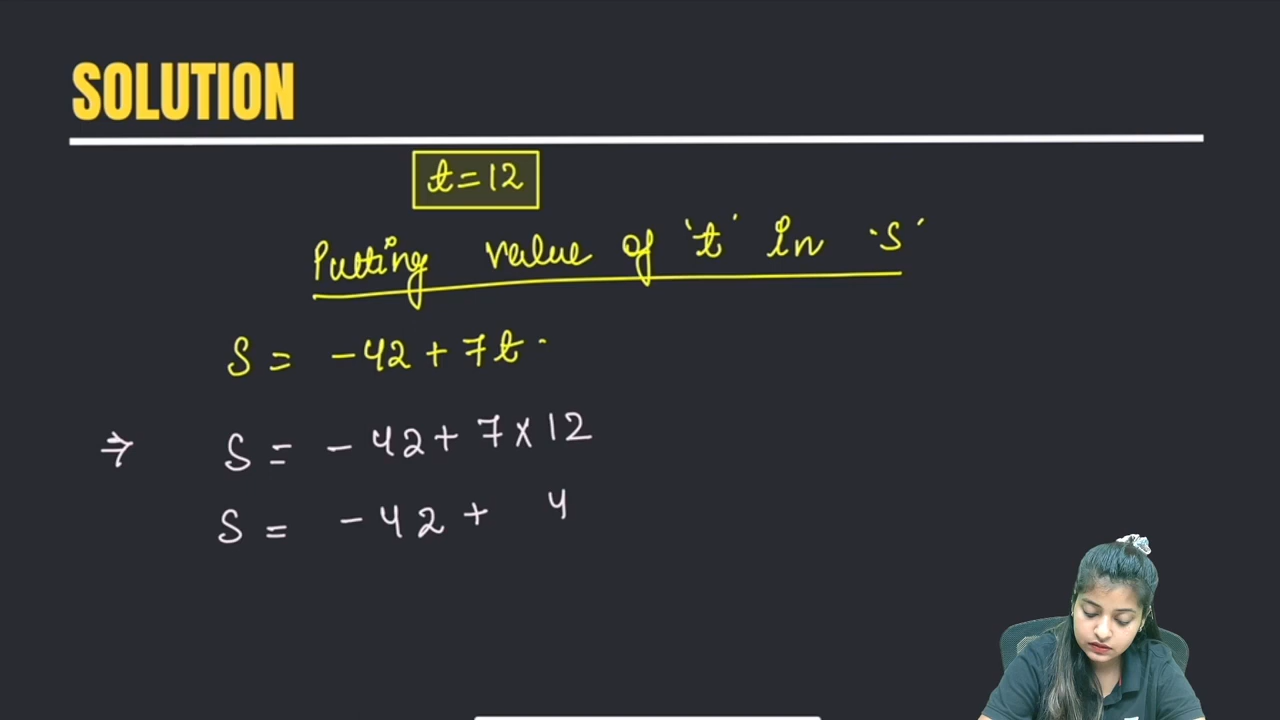 SOLUTION
t=12
Putting value of 't' in 's'
S = -42+7t.
⇒ S = -42+7×12
S = -42+ 4